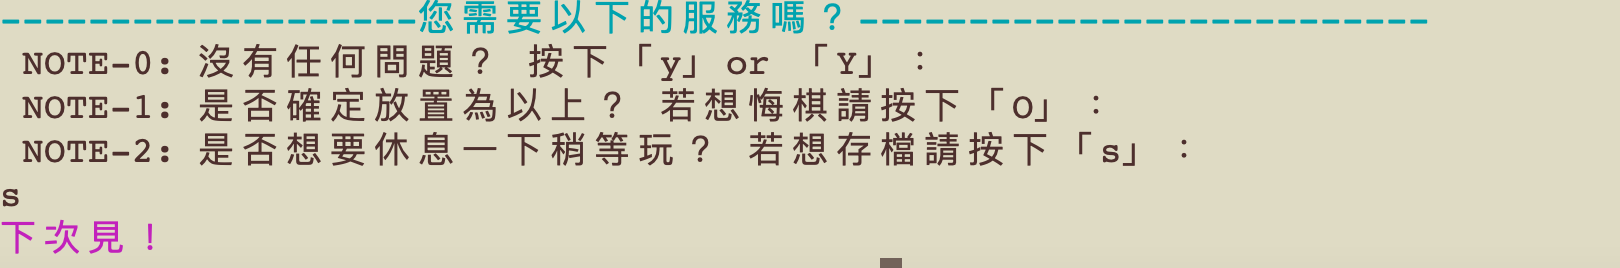 -------------------您需要以下的服務嗎？--------------------------
NOTE-0: 沒有任何問題？ 按下「y」or 「Y」：
NOTE-1: 是否確定放置為以上？ 若想悔棋請按下「O」：
NOTE-2: 是否想要休息一下稍等玩？ 若想存檔請按下「s」：
s
下次見！